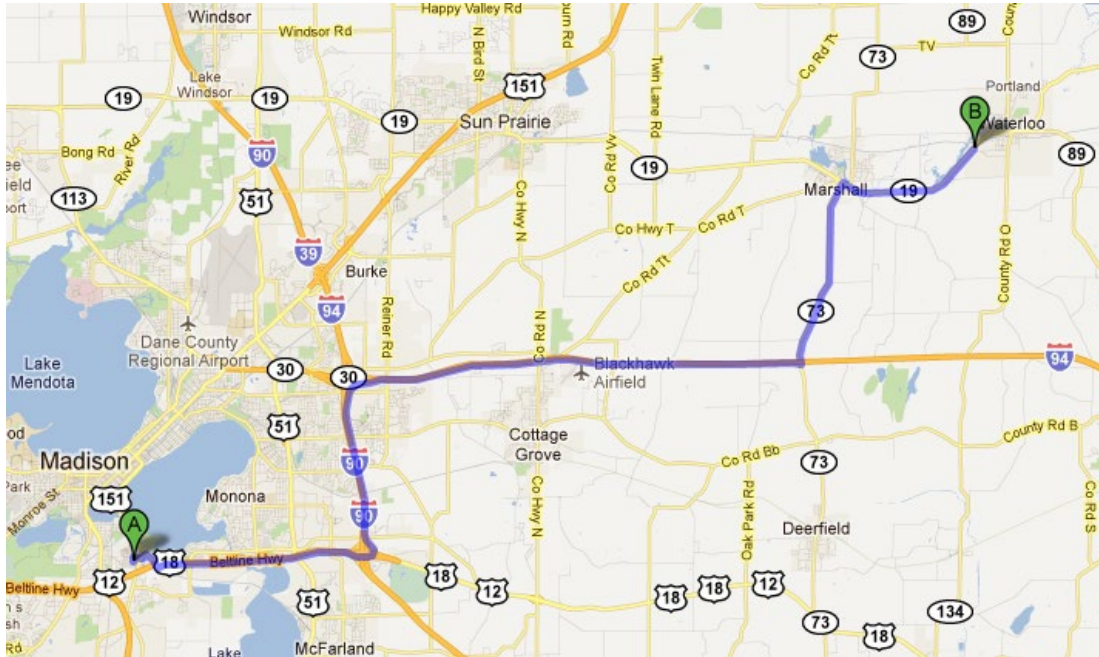 Windsor
Happy Valley Rd
Windsor Rd
N Bird St
burn Rd
151
Lake
Windsor
19
19
19
Sun Prairie
Twin Lane Rd
Co Rd Tt
73
TV
89
Portland
B
Waterloo
89
River Rd
Bong Rd
90
51
113
Co Rd Vv
19
Marshall
19
Co Hwy N
Co Hwy T
Co Rd T
Co Rd Tt
County Rd O
39
Burke
94
Reiner Rd
Dane County
Regional Airport
Lake
Mendota
30
30
Co Rd N
Blackhawk
Airfield
73
94
51
Madison
Park
Monroe St
151
Monona
90
Cottage
Grove
Co Rd Bb
County Rd B
73
A
18
Beltline Hwy
90
Co Hwy N
Oak Park Rd
Deerfield
Co Rd S
12
Beltline Hwy
51
18
12
18
18
12
73
18
134
McFarland
Lake
Rd